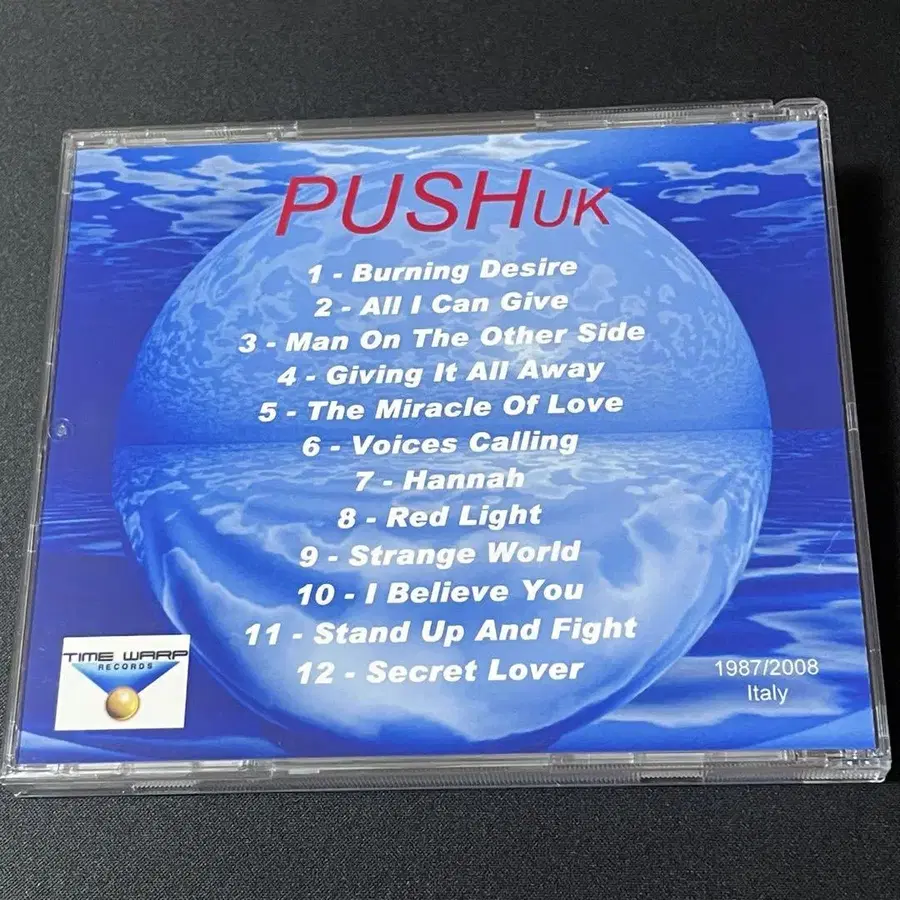 PUSH UK
1 - Burning Desire
2 - All I Can Give
3 - Man On The Other Side
4 - Giving It All Away
5 - The Miracle Of Love
6 - Voices Calling
7 - Hannah
8 - Red Light
9 - Strange World
10 - I Believe You
11 - Stand Up And Fight
12 - Secret Lover
TIME WARP
RECORDS
1987/2008
Italy